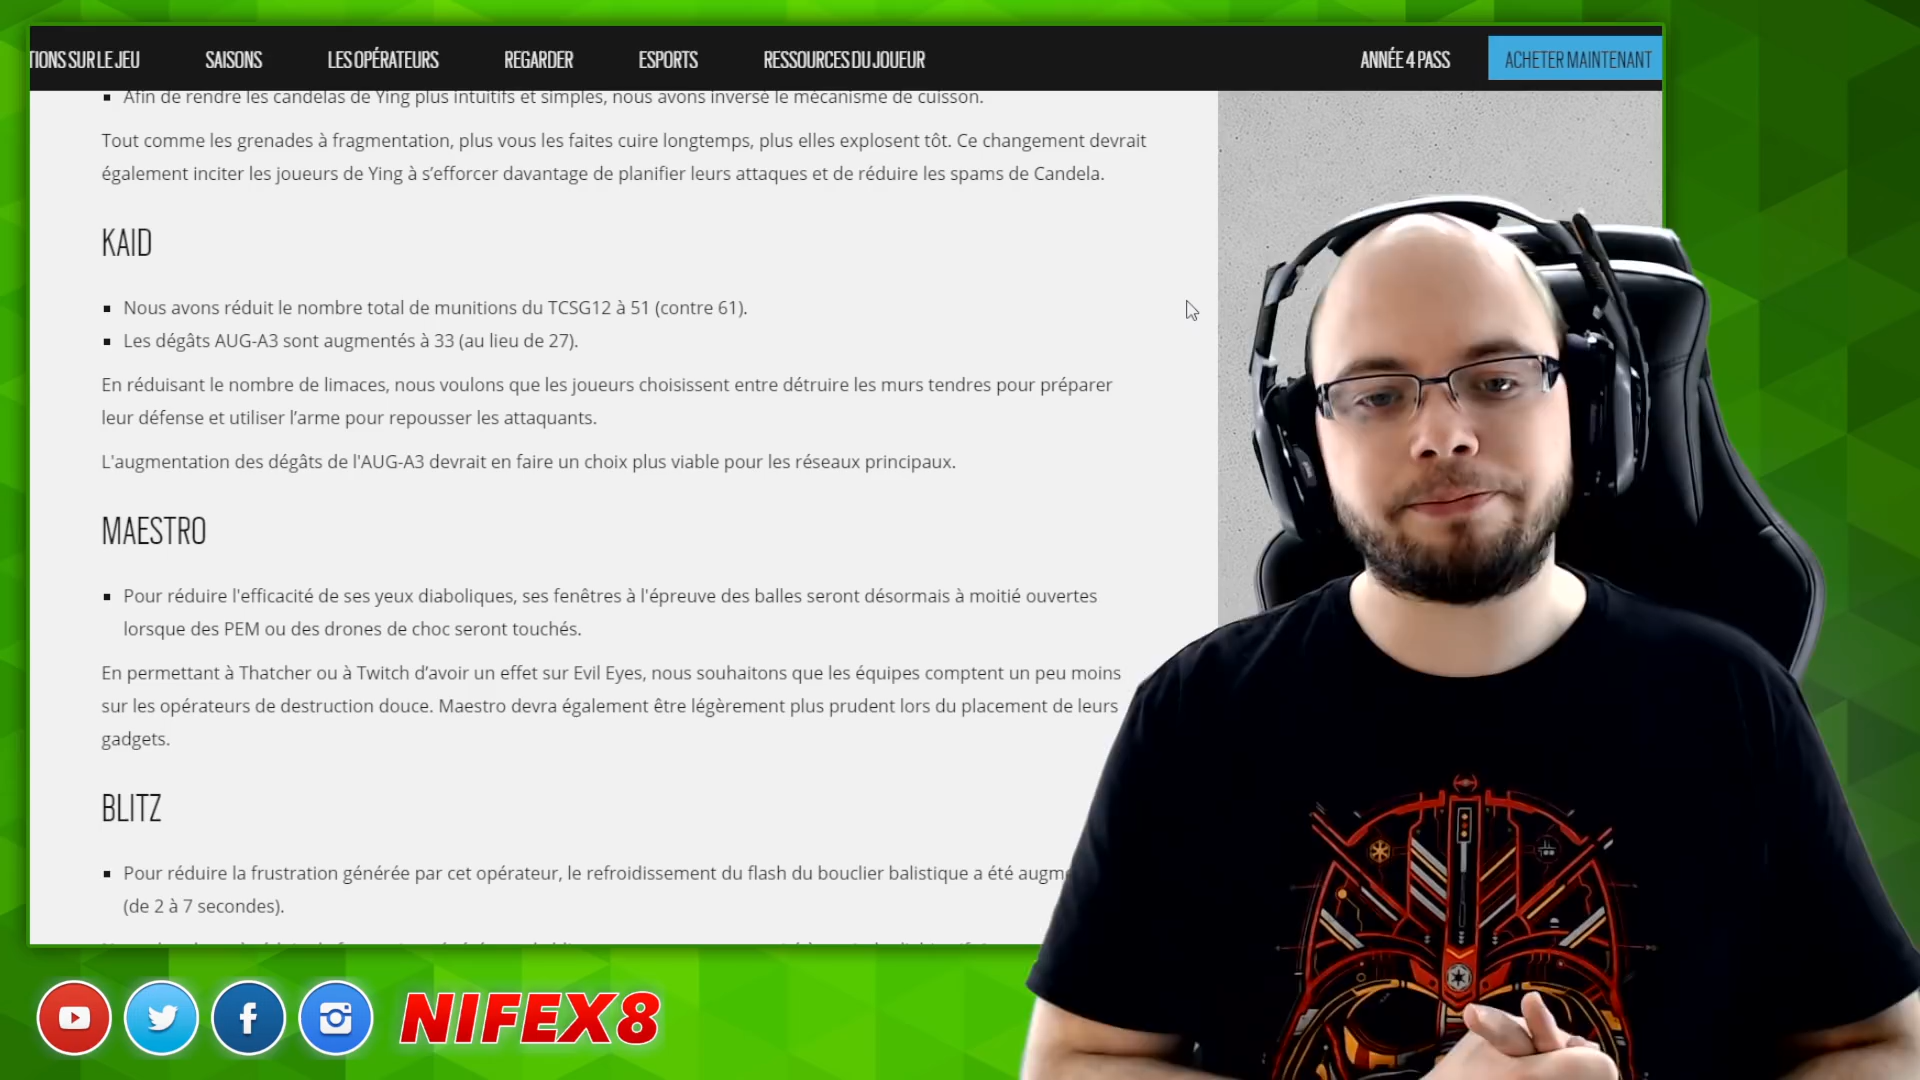 TIONS SUR LE JEU
SAISONS
LES OPÉRATEURS
REGARDER
ESPORTS
RESSOURCES DU JOUEUR
ANNÉE 4 PASS
ACHETER MAINTENANT
Afin de rendre les candelas de Ying plus intuitifs et simples, nous avons inversé le mécanisme de cuisson.
Tout comme les grenades à fragmentation, plus vous les faites cuire longtemps, plus elles explosent tôt. Ce changement devrait
également inciter les joueurs de Ying à s’efforcer davantage de planifier leurs attaques et de réduire les spams de Candela.
KAID
Nous avons réduit le nombre total de munitions du TCSG12 à 51 (contre 61).
Les dégâts AUG-A3 sont augmentés à 33 (au lieu de 27).
En réduisant le nombre de limaces, nous voulons que les joueurs choisissent entre détruire les murs tendres pour préparer
leur défense et utiliser l’arme pour repousser les attaquants.
L'augmentation des dégâts de l'AUG-A3 devrait en faire un choix plus viable pour les réseaux principaux.
MAESTRO
Pour réduire l'efficacité de ses yeux diaboliques, ses fenêtres à l'épreuve des balles seront désormais à moitié ouvertes
lorsque des PEM ou des drones de choc seront touchés.
En permettant à Thatcher ou à Twitch d’avoir un effet sur Evil Eyes, nous souhaitons que les équipes comptent un peu moins
sur les opérateurs de destruction douce. Maestro devra également être légèrement plus prudent lors du placement de leurs
gadgets.
BLITZ
Pour réduire la frustration générée par cet opérateur, le refroidissement du flash du bouclier balistique a été augm
(de 2 à 7 secondes).
NIFEX8